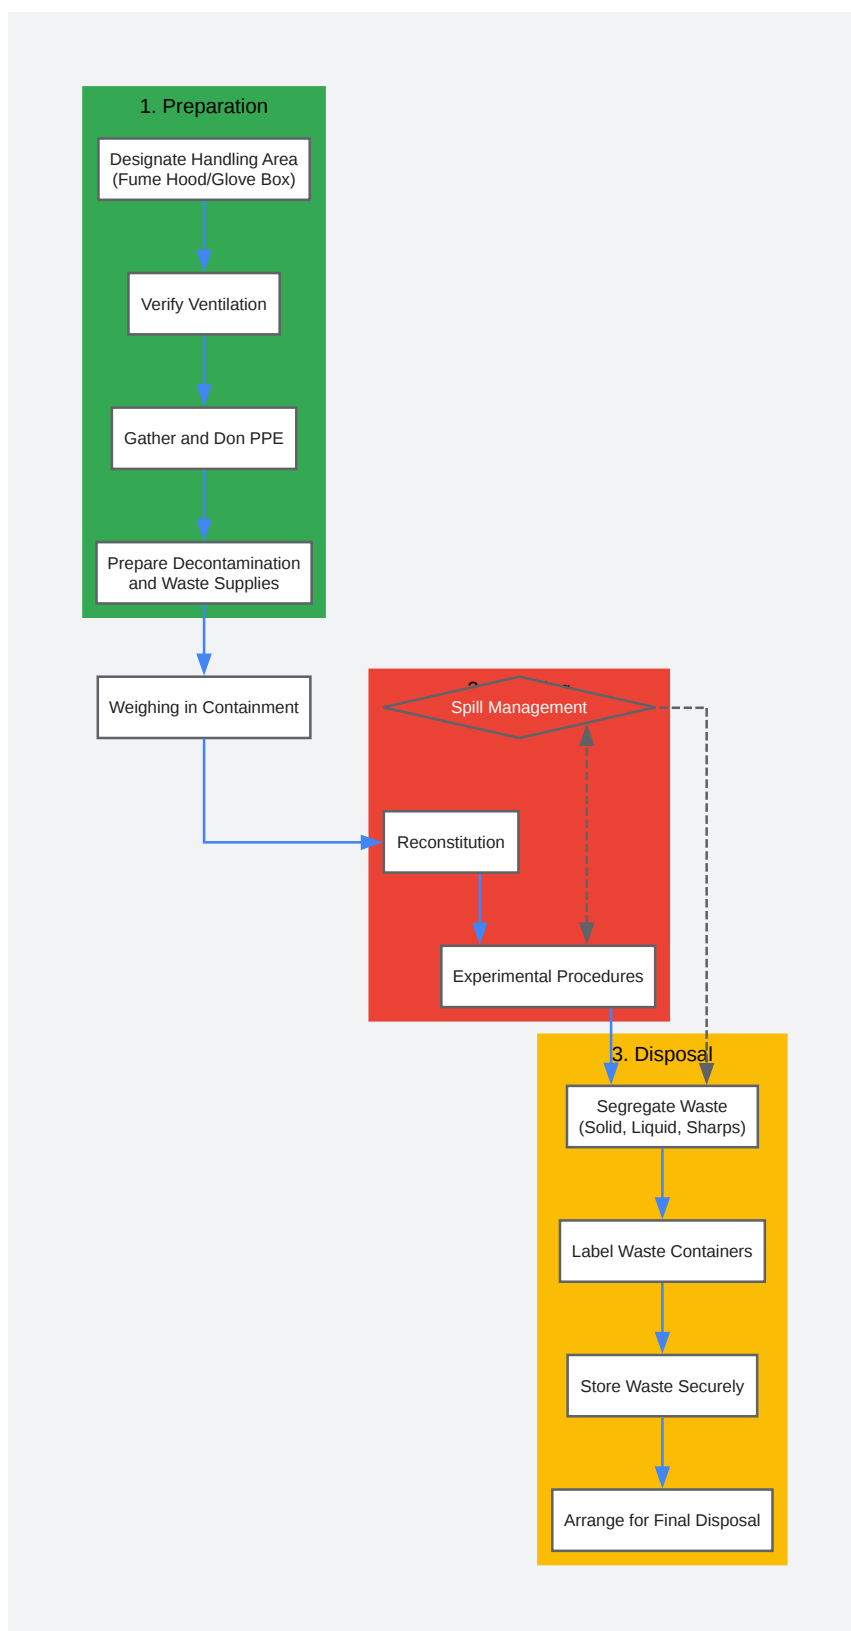 1. Preparation
Designate Handling Area
(Fume Hood/Glove Box)
Verify Ventilation
Gather and Don PPE
Prepare Decontamination
and Waste Supplies
Weighing in Containment
Spill Management
Reconstitution
Experimental Procedures
3. Disposal
Segregate Waste
(Solid, Liquid, Sharps)
Label Waste Containers
Store Waste Securely
Arrange for Final Disposal